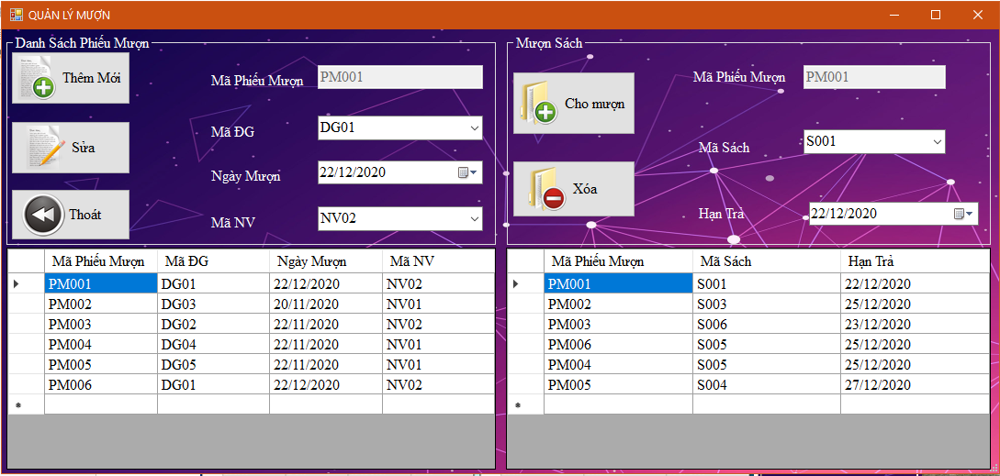 QUẢN LÝ MƯỢN
Danh Sách Phiếu Mượn
Thêm Mới
Sửa
Thoát
Mã Phiếu Mượn PM001
Mã ĐG DG01
Ngày Mượn 22/12/2020
Mã NV NV02
Mượn Sách
Cho mượn
Xóa
Mã Phiếu Mượn PM001
Mã Sách S001
Hạn Trả 22/12/2020
Mã Phiếu Mượn Mã ĐG Ngày Mượn Mã NV
PM001 DG01 22/12/2020 NV02
PM002 DG03 20/11/2020 NV01
PM003 DG02 22/11/2020 NV02
PM004 DG04 22/11/2020 NV01
PM005 DG05 22/11/2020 NV01
PM006 DG01 22/12/2020 NV02
Mã Phiếu Mượn Mã Sách Hạn Trả
PM001 S001 22/12/2020
PM002 S003 25/12/2020
PM003 S006 23/12/2020
PM006 S005 25/12/2020
PM004 S005 25/12/2020
PM005 S004 27/12/2020